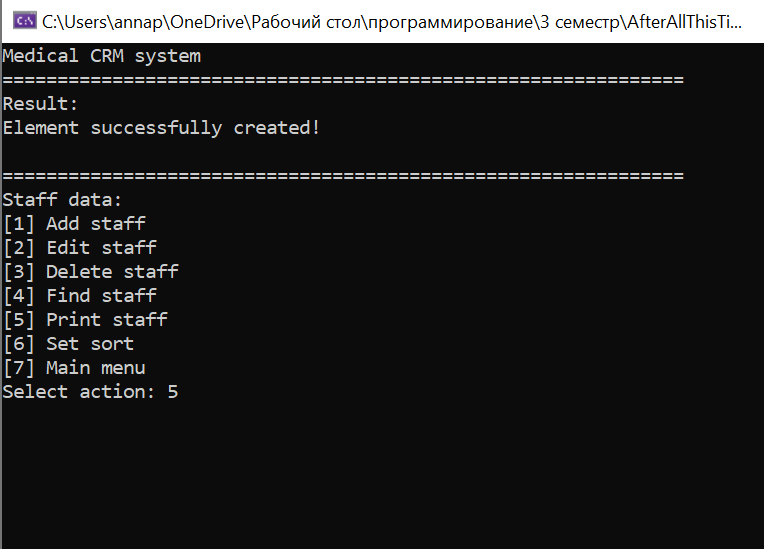 C:\ C:\Users\annap\OneDrive\Рабочий стол\программирование\3 семестр\AfterAllThisTi...
Medical CRM system
==============================================================
Result:
Element successfully created!
==============================================================
Staff data:
[1] Add staff
[2] Edit staff
[3] Delete staff
[4] Find staff
[5] Print staff
[6] Set sort
[7] Main menu
Select action: 5